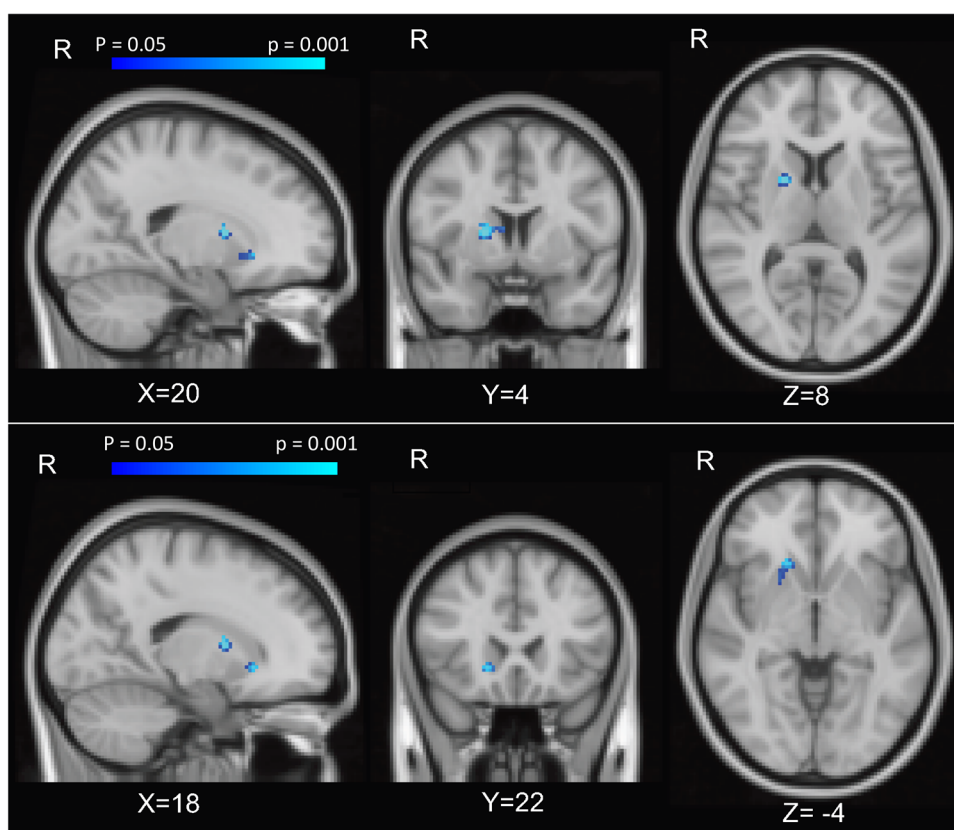 R P = 0.05 p = 0.001 R R
X=20 Y=4 Z=8
R P = 0.05 p = 0.001 R R
X=18 Y=22 Z= -4